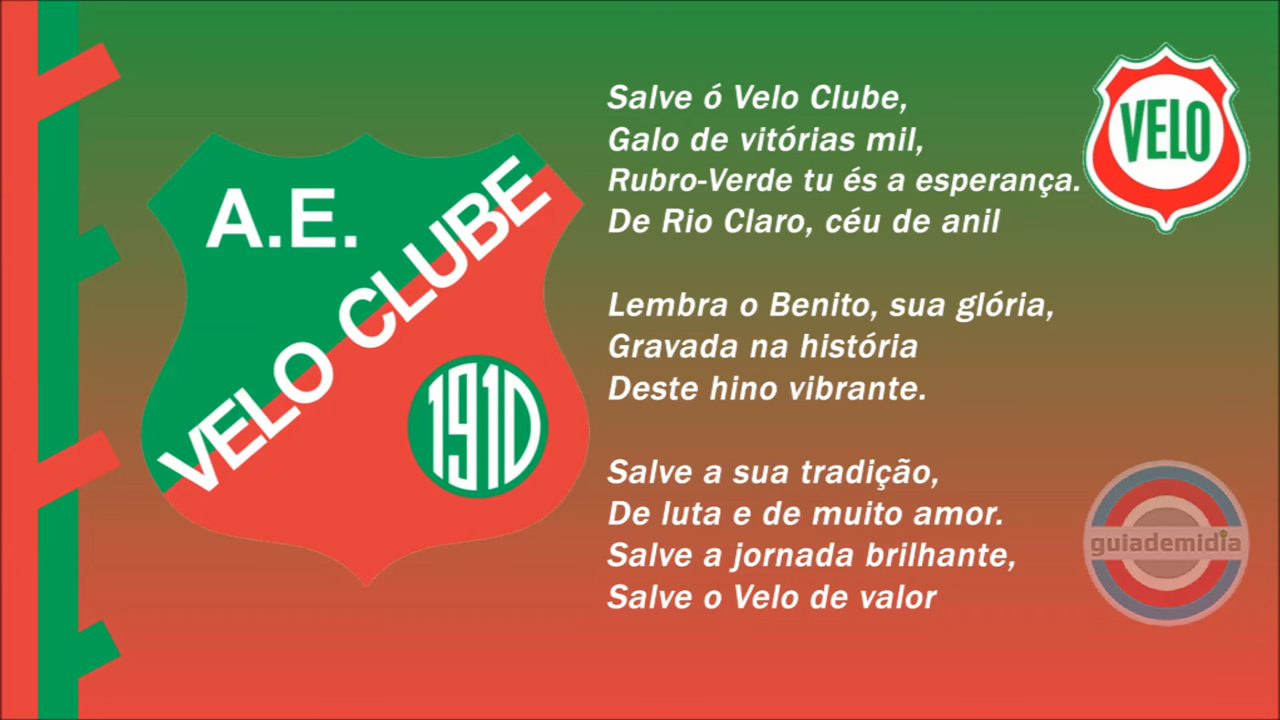 A.E.
VELO CLUBE
1910
Salve ó Velo Clube,
Galo de vitórias mil,
Rubro-Verde tu és a esperança.
De Rio Claro, céu de anil
Lembra o Benito, sua glória,
Gravada na história
Deste hino vibrante.
Salve a sua tradição,
De luta e de muito amor.
Salve a jornada brilhante,
Salve o Velo de valor
VELO
guiademidia